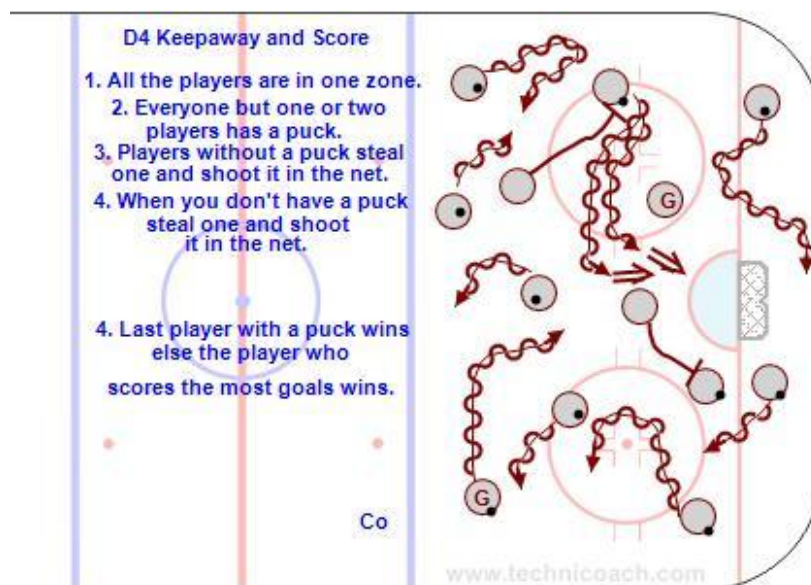 D4 Keepaway and Score
1. All the players are in one zone.
2. Everyone but one or two
players has a puck.
3. Players without a puck steal
one and shoot it in the net.
4. When you don't have a puck
steal one and shoot
it in the net.
4. Last player with a puck wins
else the player who
scores the most goals wins.
Co
G
G
www.technicoach.com